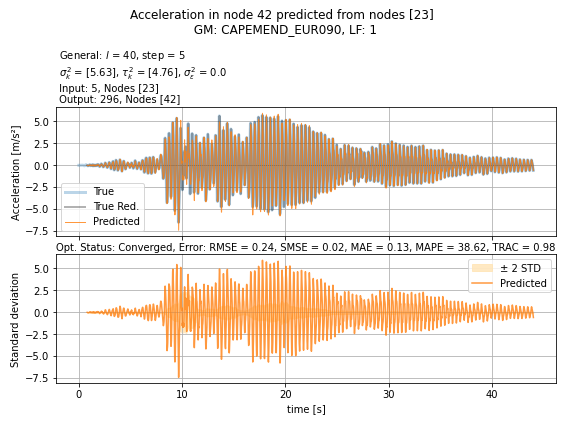 Acceleration in node 42 predicted from nodes [23]
GM: CAPEMEND_EUR090, LF: 1
General: l = 40, step = 5
σ²ₖ = [5.63], τ²ₖ = [4.76], σ²ε = 0.0
Input: 5, Nodes [23]
Output: 296, Nodes [42]
Acceleration [m/s²]
5.0
2.5
0.0
−2.5
−5.0
−7.5
True
True Red.
Predicted
Opt. Status: Converged, Error: RMSE = 0.24, SMSE = 0.02, MAE = 0.13, MAPE = 38.62, TRAC = 0.98
Standard deviation
5.0
2.5
0.0
−2.5
−5.0
−7.5
± 2 STD
Predicted
0 10 20 30 40
time [s]